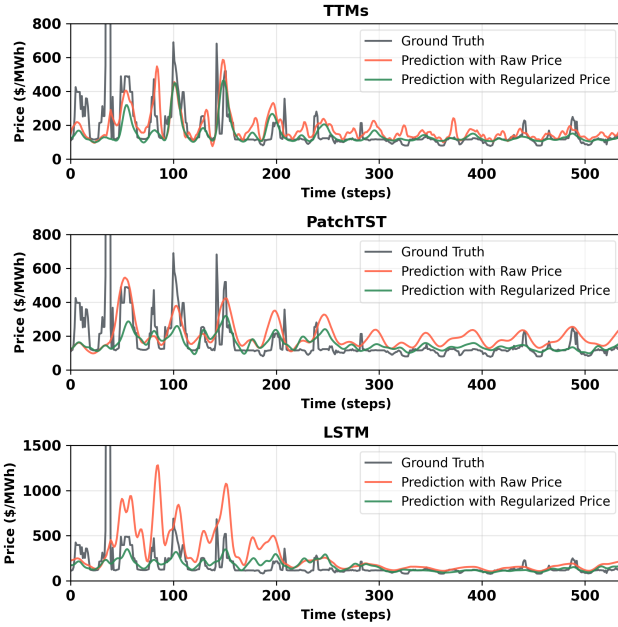 TTMs
Price ($/MWh)
800
600
400
200
0
Ground Truth
Prediction with Raw Price
Prediction with Regularized Price
0 100 200 300 400 500
Time (steps)
PatchTST
Price ($/MWh)
800
600
400
200
0
Ground Truth
Prediction with Raw Price
Prediction with Regularized Price
0 100 200 300 400 500
Time (steps)
LSTM
Price ($/MWh)
1500
1000
500
0
Ground Truth
Prediction with Raw Price
Prediction with Regularized Price
0 100 200 300 400 500
Time (steps)